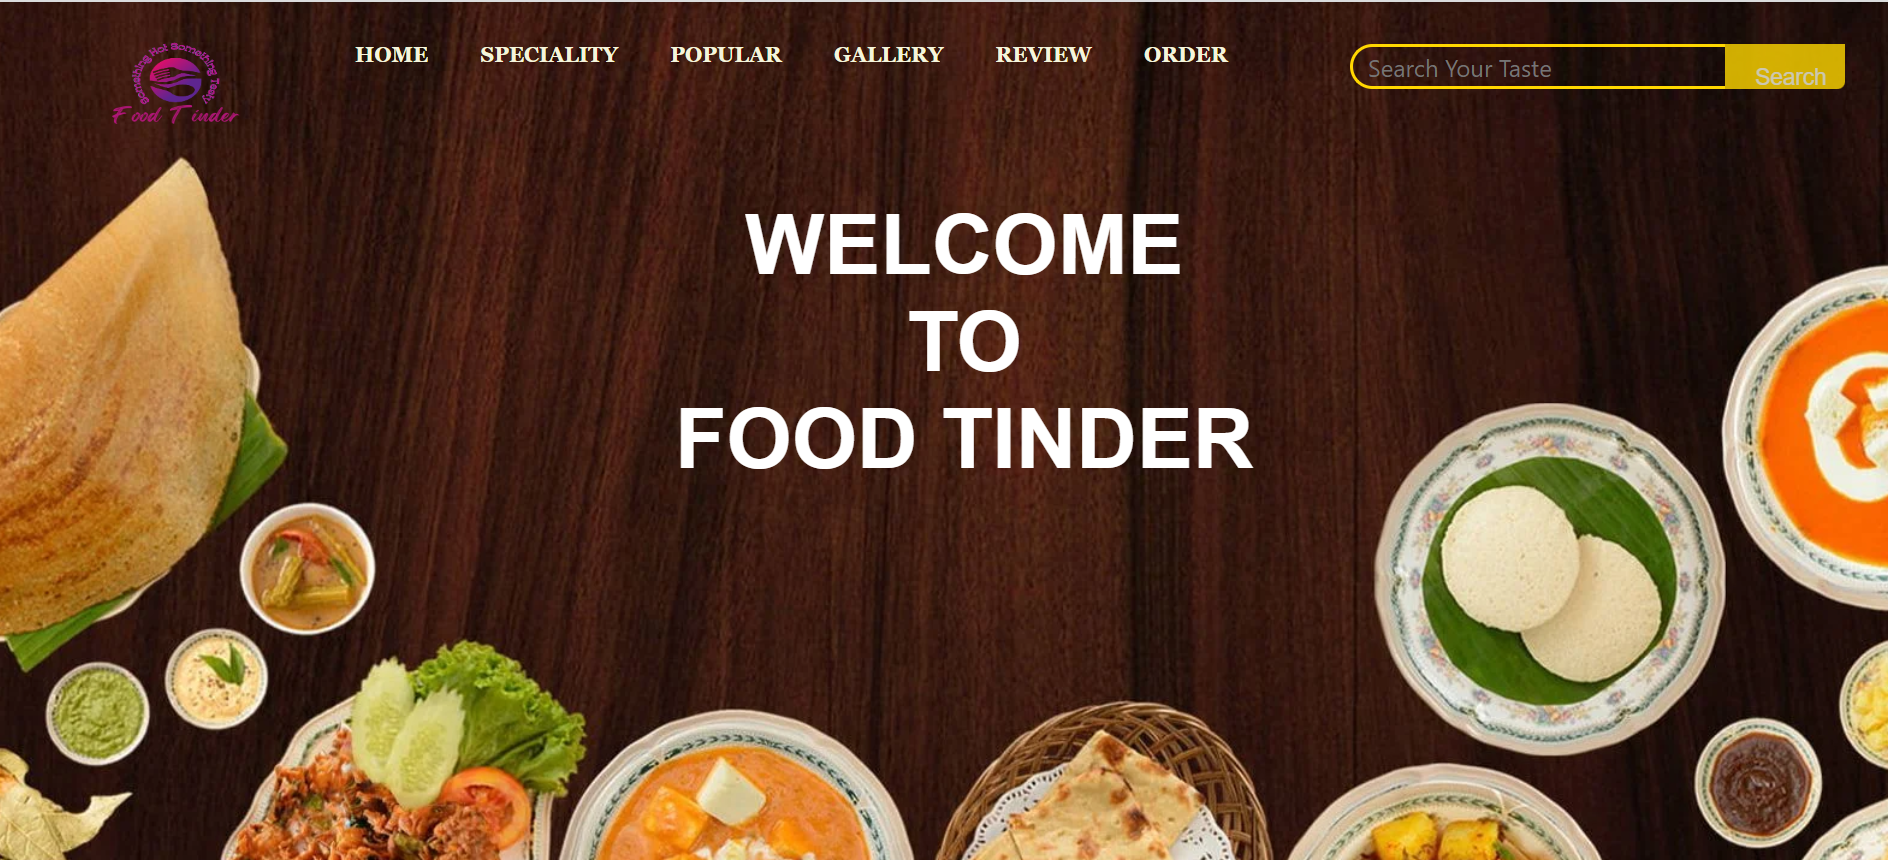 Something Hot Something Tasty
Food Tinder
HOME SPECIALITY POPULAR GALLERY REVIEW ORDER
Search Your Taste
Search
WELCOME
TO
FOOD TINDER